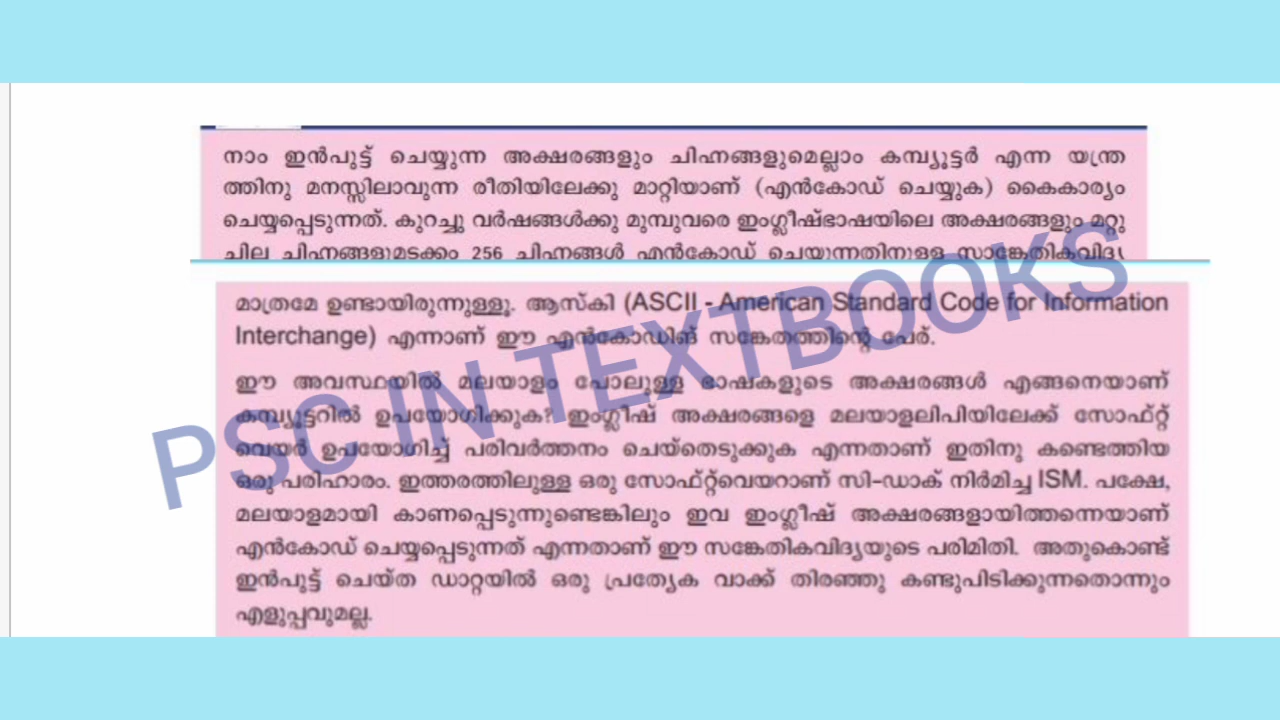 നാം ഇൻപുട്ട് ചെയ്യുന്ന അക്ഷരങ്ങളും ചിഹ്നങ്ങളുമെല്ലാം കമ്പ്യൂട്ടർ എന്ന യന്ത്ര
ത്തിനു മനസ്സിലാവുന്ന രീതിയിലേക്കു മാറ്റിയാണ് (എൻകോഡ് ചെയ്യുക) കൈകാര്യം
ചെയ്യപ്പെടുന്നത്. കുറച്ചു വർഷങ്ങൾക്കു മുമ്പുവരെ ഇംഗ്ലീഷ്ഭാഷയിലെ അക്ഷരങ്ങളും മറ്റു
ചില ചിഹ്നങ്ങളുമടക്കം 256 ചിഹ്നങ്ങൾ എൻകോഡ് ചെയ്യുന്നതിനുള്ള സാങ്കേതികവിദ്യ
മാത്രമേ ഉണ്ടായിരുന്നുള്ളൂ. ആസ്കി (ASCII - American Standard Code for Information
Interchange) എന്നാണ് ഈ എൻകോഡിങ് സങ്കേതത്തിന്റെ പേര്.
ഈ അവസ്ഥയിൽ മലയാളം പോലുള്ള ഭാഷകളുടെ അക്ഷരങ്ങൾ എങ്ങനെയാണ്
കമ്പ്യൂട്ടറിൽ ഉപയോഗിക്കുക? ഇംഗ്ലീഷ് അക്ഷരങ്ങളെ മലയാളലിപിയിലേക്ക് സോഫ്റ്റ്
വെയർ ഉപയോഗിച്ച് പരിവർത്തനം ചെയ്തെടുക്കുക എന്നതാണ് ഇതിനു കണ്ടെത്തിയ
ഒരു പരിഹാരം. ഇത്തരത്തിലുള്ള ഒരു സോഫ്റ്റ്‌വെയറാണ് സി-ഡാക് നിർമിച്ച ISM. പക്ഷേ,
മലയാളമായി കാണപ്പെടുന്നുണ്ടെങ്കിലും ഇവ ഇംഗ്ലീഷ് അക്ഷരങ്ങളായിത്തന്നെയാണ്
എൻകോഡ് ചെയ്യപ്പെടുന്നത് എന്നതാണ് ഈ സങ്കേതികവിദ്യയുടെ പരിമിതി. അതുകൊണ്ട്
ഇൻപുട്ട് ചെയ്ത ഡാറ്റയിൽ ഒരു പ്രത്യേക വാക്ക് തിരഞ്ഞു കണ്ടുപിടിക്കുന്നതൊന്നും
എളുപ്പവുമല്ല.
PSC IN TEXTBOOKS